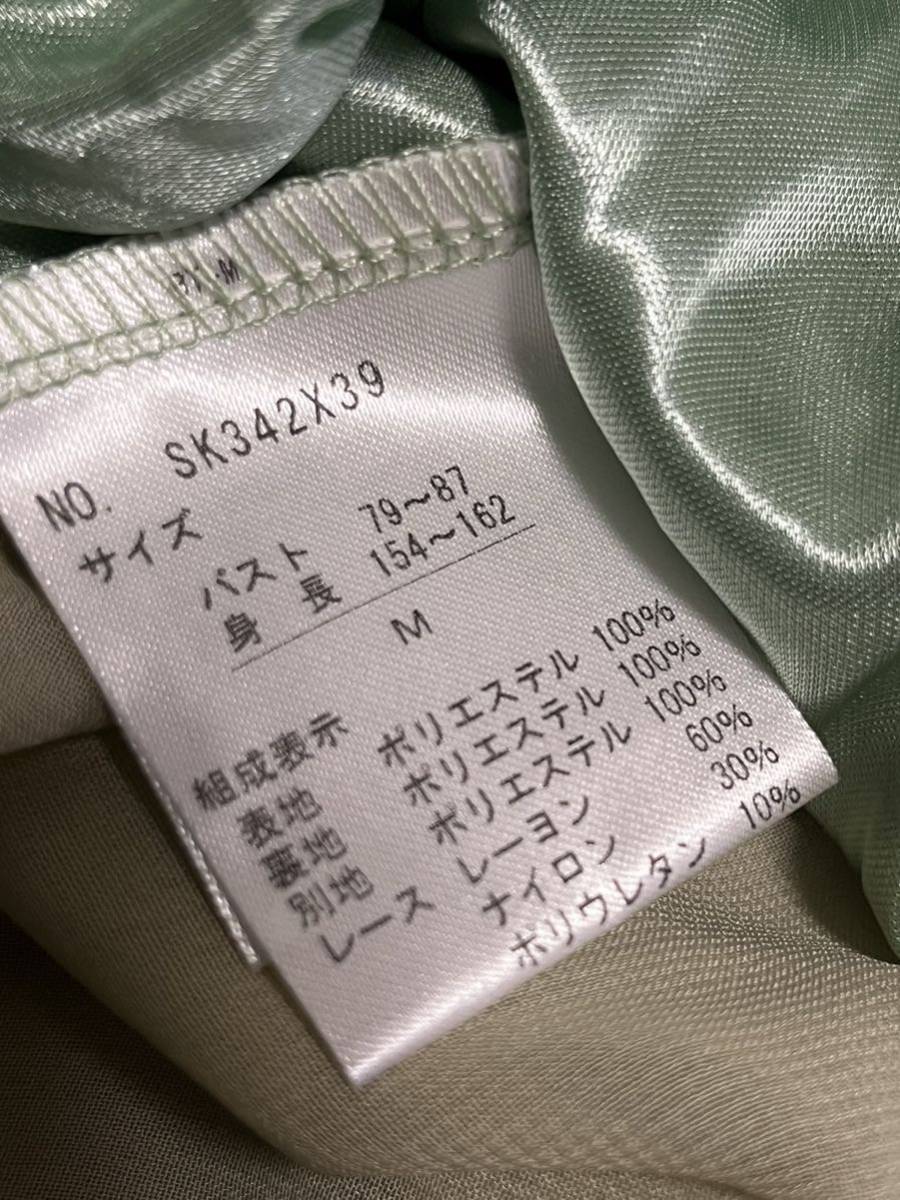 NO. SK342X39
サイズ
バスト 79～87
身 長 154～162
M
組成表示
表地 ポリエステル 100%
裏地 ポリエステル 100%
別地 ポリエステル 100%
レース レーヨン 60%
ナイロン 30%
ポリウレタン 10%